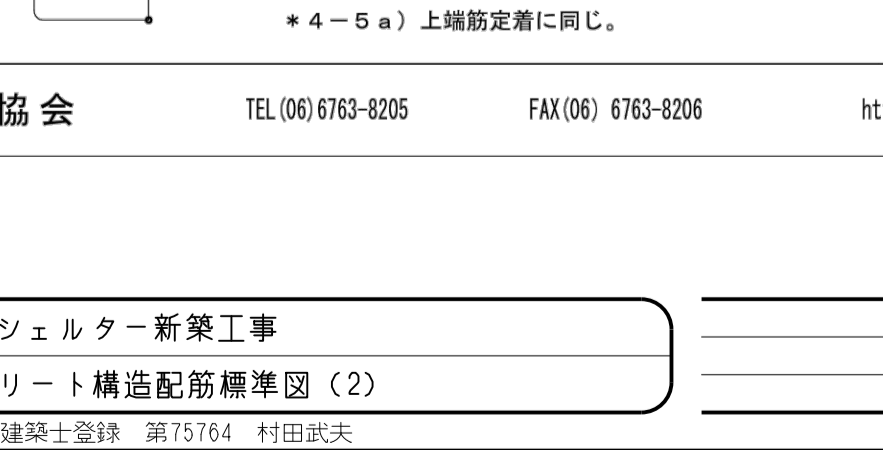 ＊４－５ａ）上端筋定着に同じ。
協会 TEL(06)6763-8205 FAX(06) 6763-8206 ht
シェルター新築工事
リート構造配筋標準図（2）
建築士登録　第75764　村田武夫